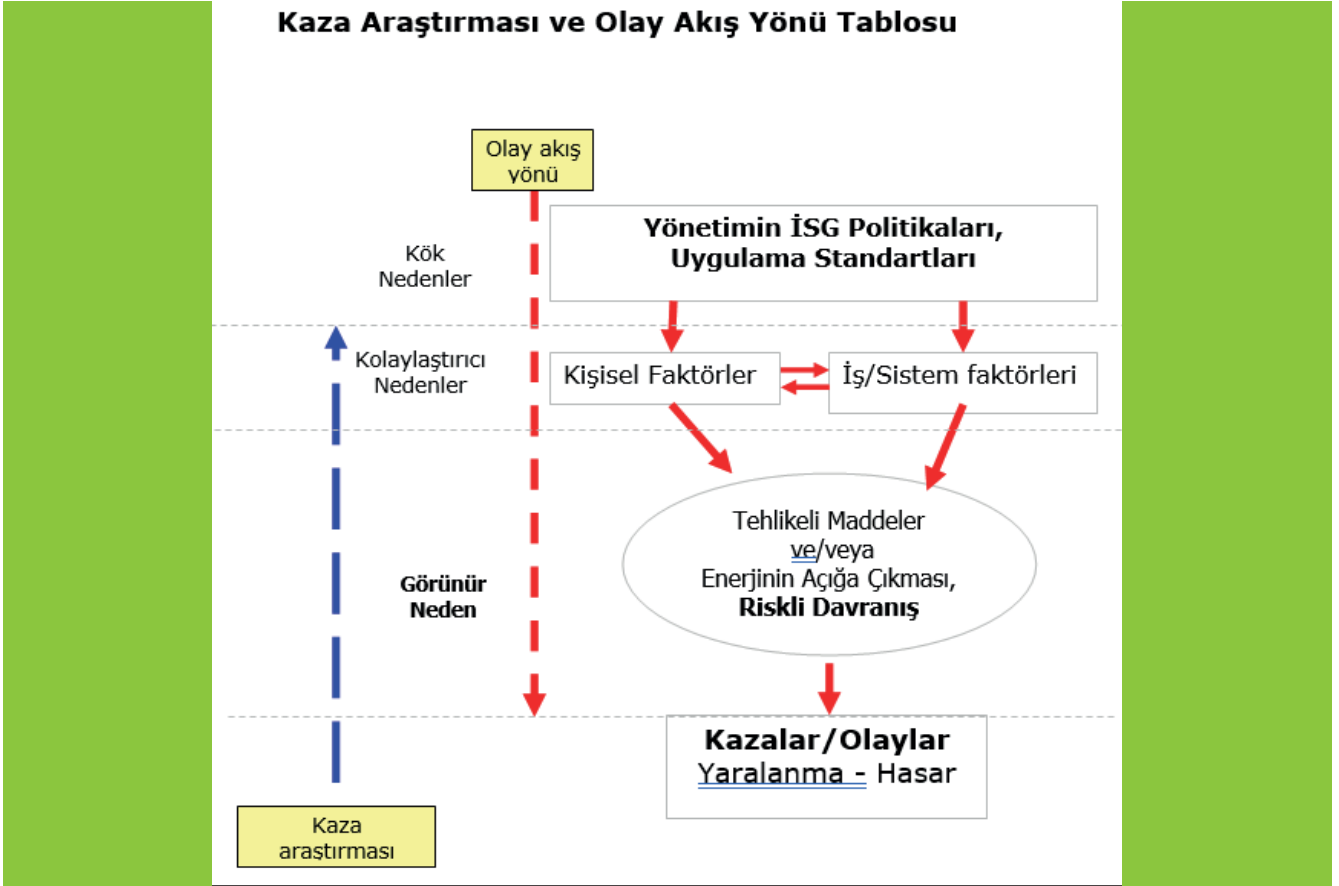 Kaza Araştırması ve Olay Akış Yönü Tablosu
Olay akış
yönü
Kök
Nedenler
Yönetimin İSG Politikaları,
Uygulama Standartları
Kolaylaştırıcı
Nedenler
Kişisel Faktörler
İş/Sistem faktörleri
Görünür
Neden
Tehlikeli Maddeler
ve/veya
Enerjinin Açığa Çıkması,
Riskli Davranış
Kazalar/Olaylar
Yaralanma - Hasar
Kaza
araştırması